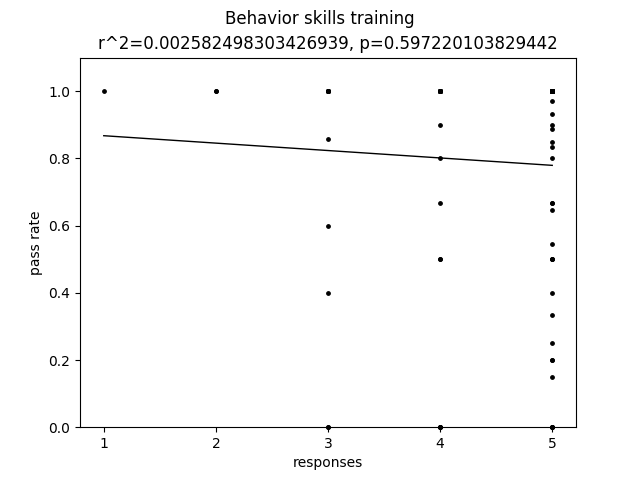 Behavior skills training
r^2=0.002582498303426939, p=0.597220103829442
1.0
0.8
0.6
0.4
0.2
0.0
pass rate
1 2 3 4 5
responses